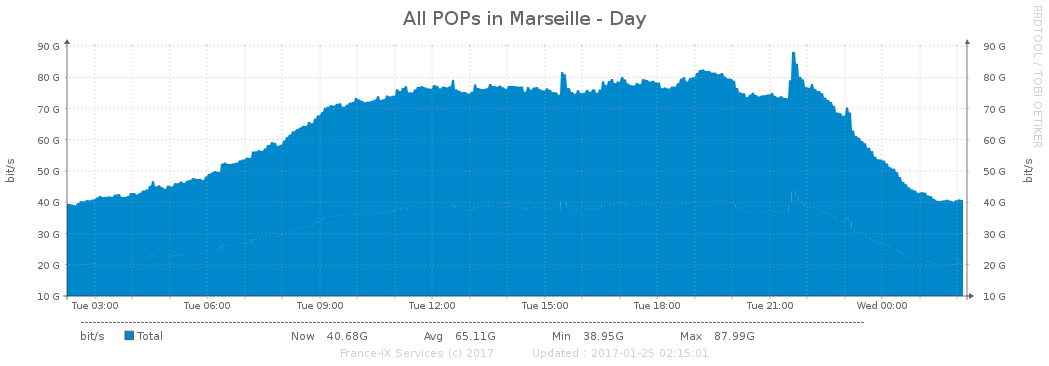 All POPs in Marseille - Day
RRDTOOL / TOBI OETIKER
90 G 90 G
80 G 80 G
70 G 70 G
60 G 60 G
50 G 50 G
40 G 40 G
30 G 30 G
20 G 20 G
10 G 10 G
bit/s bit/s
Tue 03:00 Tue 06:00 Tue 09:00 Tue 12:00 Tue 15:00 Tue 18:00 Tue 21:00 Wed 00:00
bit/s Total Now 40.68G Avg 65.11G Min 38.95G Max 87.99G
France-IX Services (c) 2017 Updated : 2017-01-25 02:15:01